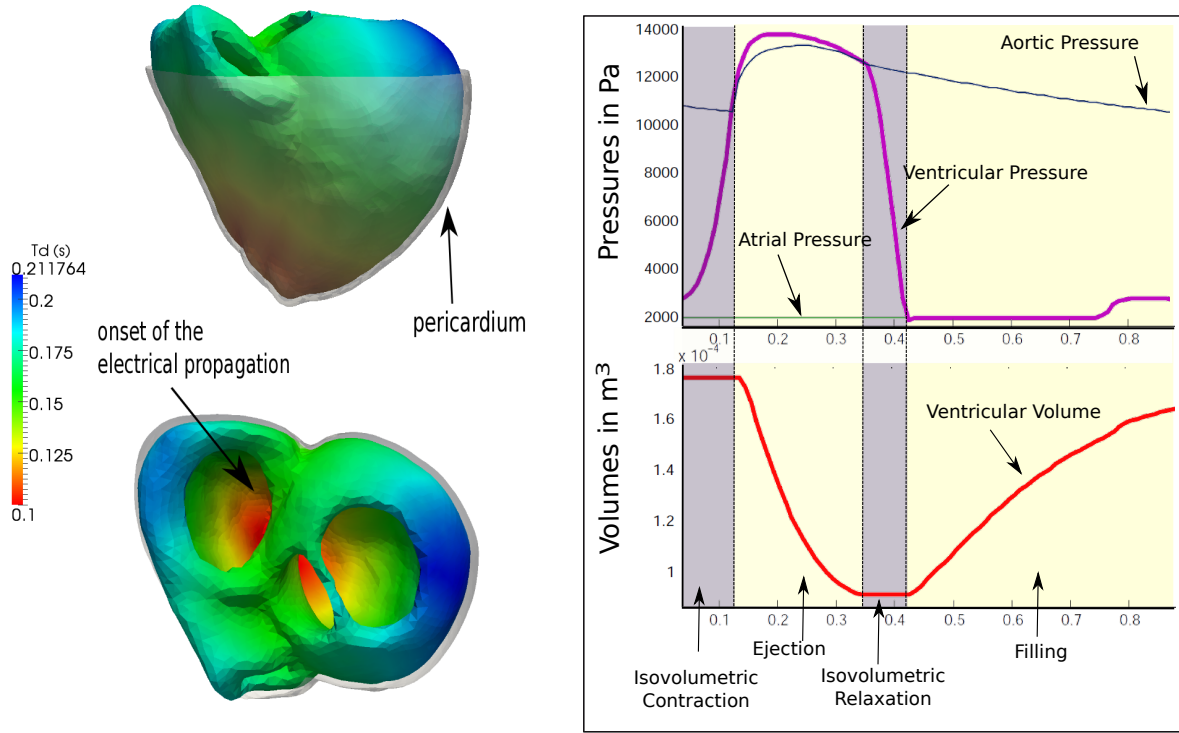 Td (s)
0.211764
0.2
0.175
0.15
0.125
0.1
onset of the
electrical propagation
pericardium
Pressures in Pa
14000
12000
10000
8000
6000
4000
2000
Aortic Pressure
Ventricular Pressure
Atrial Pressure
0.1 0.2 0.3 0.4 0.5 0.6 0.7 0.8
x 10⁻⁴
Volumes in m³
1.8
1.6
1.4
1.2
1
Ventricular Volume
0.1 0.2 0.3 0.4 0.5 0.6 0.7 0.8
Isovolumetric
Contraction
Ejection
Isovolumetric
Relaxation
Filling